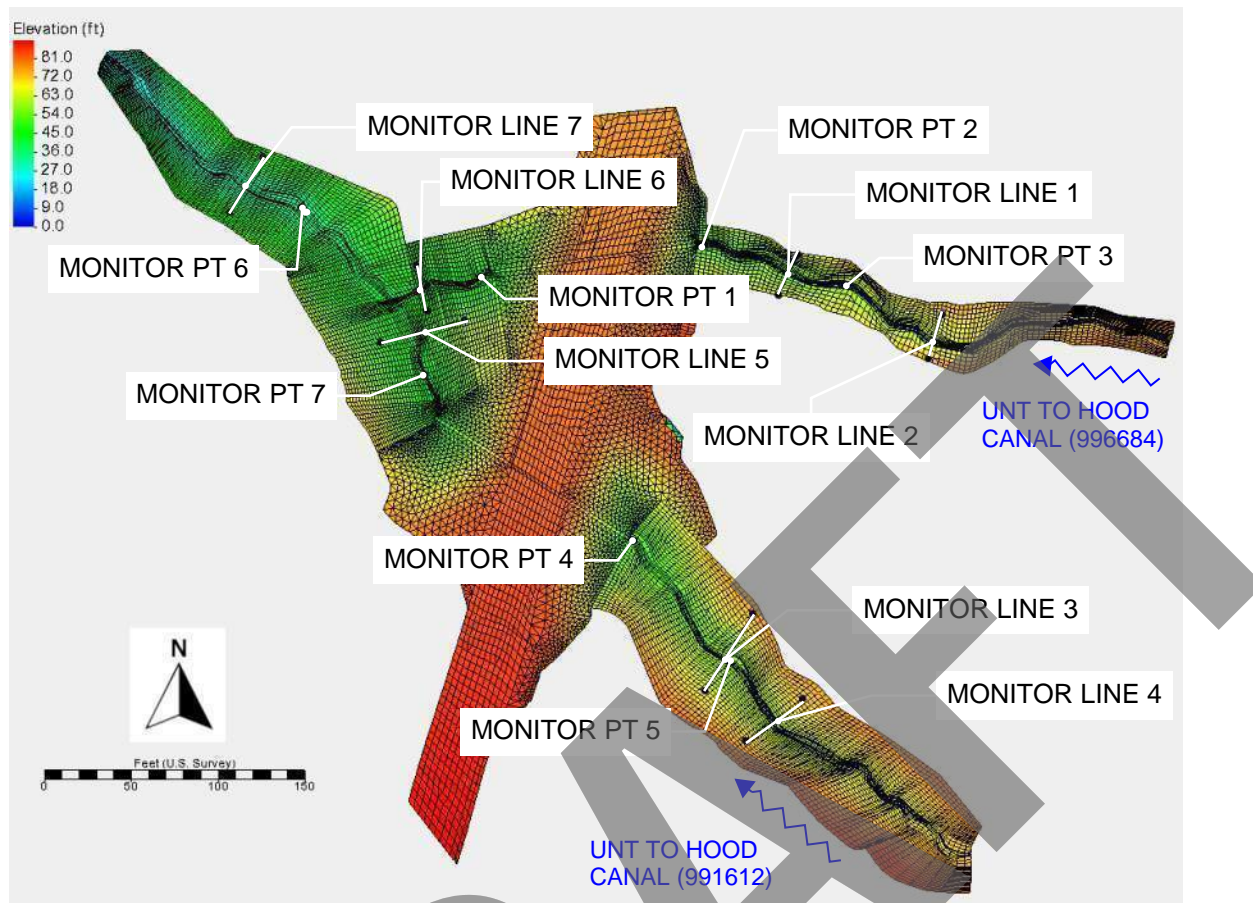 Elevation (ft)
81.0
72.0
63.0
54.0
45.0
36.0
27.0
18.0
9.0
0.0
MONITOR LINE 7
MONITOR PT 2
MONITOR LINE 6
MONITOR LINE 1
MONITOR PT 6
MONITOR PT 3
MONITOR PT 1
MONITOR LINE 5
MONITOR PT 7
UNT TO HOOD
CANAL (996684)
MONITOR LINE 2
MONITOR PT 4
MONITOR LINE 3
N
MONITOR LINE 4
MONITOR PT 5
Feet (U.S. Survey)
0 50 100 150
UNT TO HOOD
CANAL (991612)
DRAFT